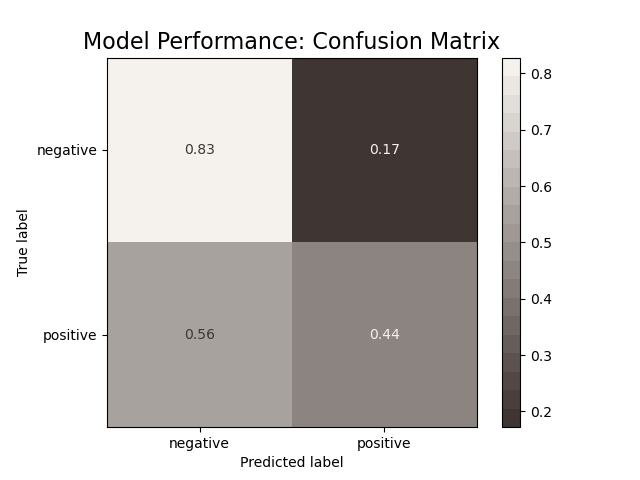 Model Performance: Confusion Matrix
True label
negative
positive
0.83
0.17
0.56
0.44
negative
positive
Predicted label
0.8
0.7
0.6
0.5
0.4
0.3
0.2